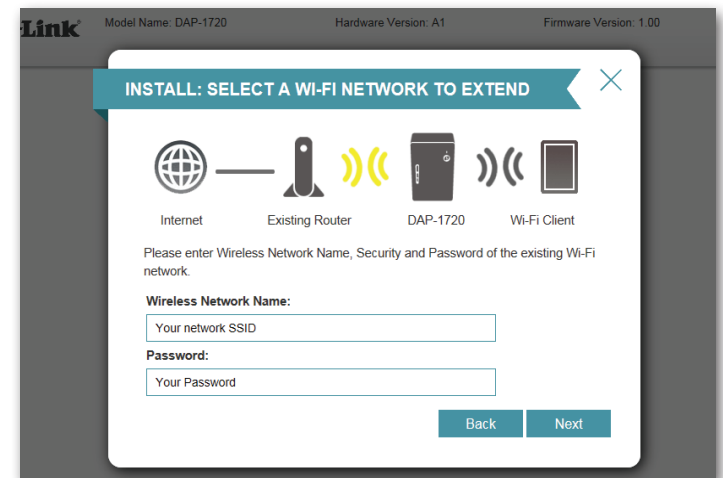 Link
Model Name: DAP-1720 Hardware Version: A1 Firmware Version: 1.00
INSTALL: SELECT A WI-FI NETWORK TO EXTEND
Internet Existing Router DAP-1720 Wi-Fi Client
Please enter Wireless Network Name, Security and Password of the existing Wi-Fi
network.
Wireless Network Name:
Your network SSID
Password:
Your Password
Back Next